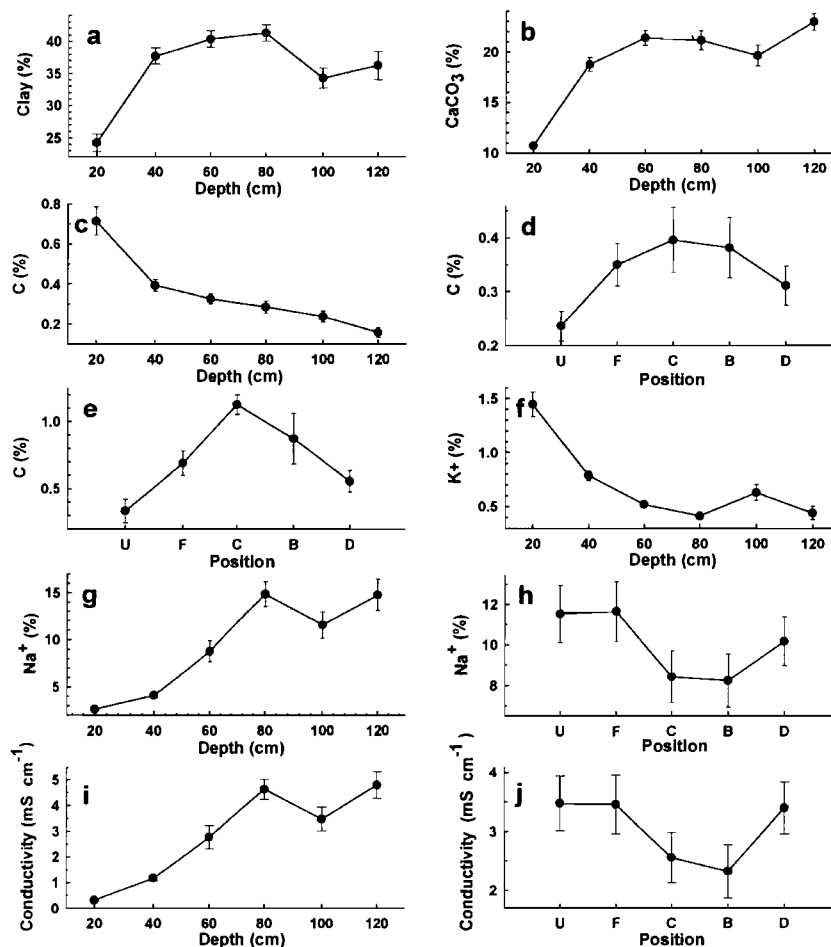 a
Clay (%)
40
35
30
25
20 40 60 80 100 120
Depth (cm)
b
CaCO3 (%)
20
15
10
20 40 60 80 100 120
Depth (cm)
c
C (%)
0.8
0.6
0.4
0.2
20 40 60 80 100 120
Depth (cm)
d
C (%)
0.4
0.3
0.2
U F C B D
Position
e
C (%)
1.0
0.5
U F C B D
Position
f
K+ (%)
1.5
1.0
0.5
20 40 60 80 100 120
Depth (cm)
g
Na+ (%)
15
10
5
20 40 60 80 100 120
Depth (cm)
h
Na+ (%)
12
10
8
U F C B D
Position
i
Conductivity (mS cm-1)
5
4
3
2
1
0
20 40 60 80 100 120
Depth (cm)
j
Conductivity (mS cm-1)
4
3
2
U F C B D
Position